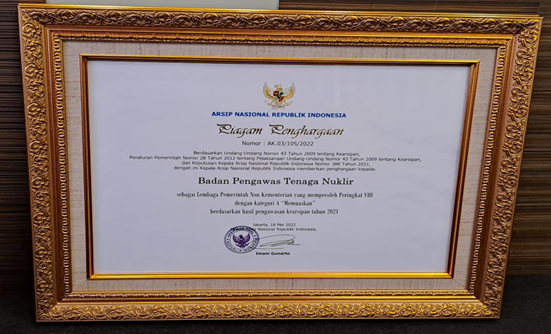 ARSIP NASIONAL REPUBLIK INDONESIA
Piagam Penghargaan
Nomor : AK.03/105/2022
Berdasarkan Undang-Undang Nomor 43 Tahun 2009 tentang Kearsipan,
Peraturan Pemerintah Nomor 28 Tahun 2012 tentang Pelaksanaan Undang-Undang Nomor 43 Tahun 2009 tentang Kearsipan,
dan Keputusan Kepala Arsip Nasional Republik Indonesia Nomor Tahun 2021,
dengan ini Kepala Arsip Nasional Republik Indonesia memberikan penghargaan kepada:
Badan Pengawas Tenaga Nuklir
sebagai Lembaga Pemerintah Non Kementerian yang memperoleh Peringkat VIII
dengan kategori A "Memuaskan"
berdasarkan hasil pengawasan kearsipan tahun 2021
Jakarta, 18 Mei 2022
Nasional Republik Indonesia,
Imam Gunarto